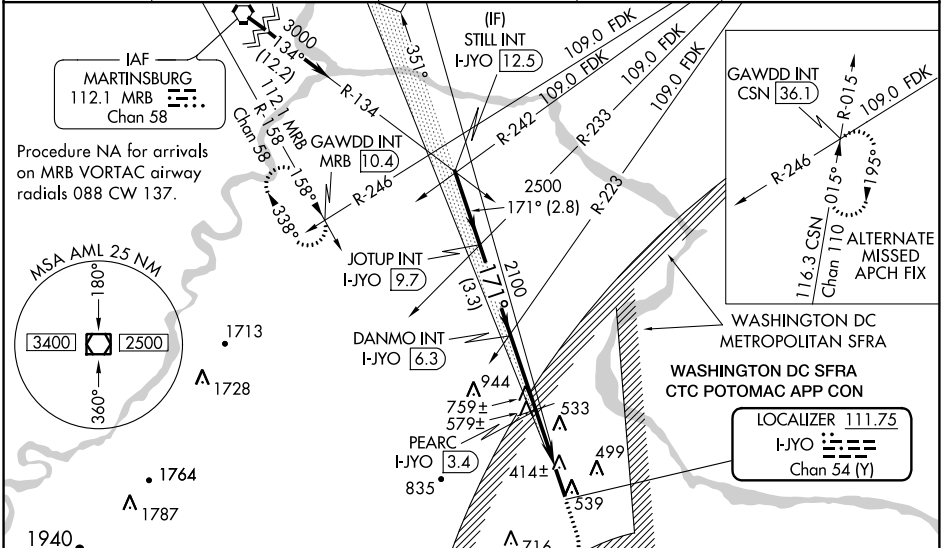 IAF
MARTINSBURG
112.1 MRB
Chan 58
Procedure NA for arrivals
on MRB VORTAC airway
radials 088 CW 137.
3000
134°
(12.2)
R-134
112.1 MRB
R-158
Chan 58
158°
338°
GAWDD INT
MRB 10.4
R-246
351°
(IF)
STILL INT
I-JYO 12.5
109.0 FDK
109.0 FDK
109.0 FDK
109.0 FDK
R-242
R-233
R-223
2500
171° (2.8)
JOTUP INT
I-JYO 9.7
171°
2100
(3.3)
DANMO INT
I-JYO 6.3
GAWDD INT
CSN 36.1
R-015
109.0 FDK
R-246
015°
195°
116.3 CSN
Chan 110
ALTERNATE
MISSED
APCH FIX
WASHINGTON DC
METROPOLITAN SFRA
WASHINGTON DC SFRA
CTC POTOMAC APP CON
LOCALIZER 111.75
I-JYO
Chan 54 (Y)
MSA AML 25 NM
180°
3400
2500
360°
1713
1728
1764
1787
1940
944
759±
579±
533
PEARC
I-JYO 3.4
414±
499
835
539
716